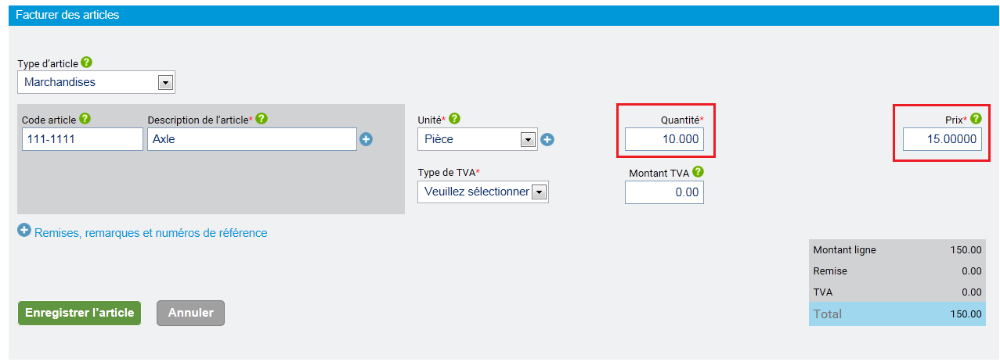 Facturer des articles
Type d'article ?
Marchandises
Code article ? Description de l'article* ? Unité* ? Quantité* Prix* ?
111-1111 Axle Pièce 10.000 15.00000
Type de TVA* Montant TVA ?
Veuillez sélectionner 0.00
Remises, remarques et numéros de référence
Montant ligne 150.00
Remise 0.00
TVA 0.00
Enregistrer l'article Annuler Total 150.00